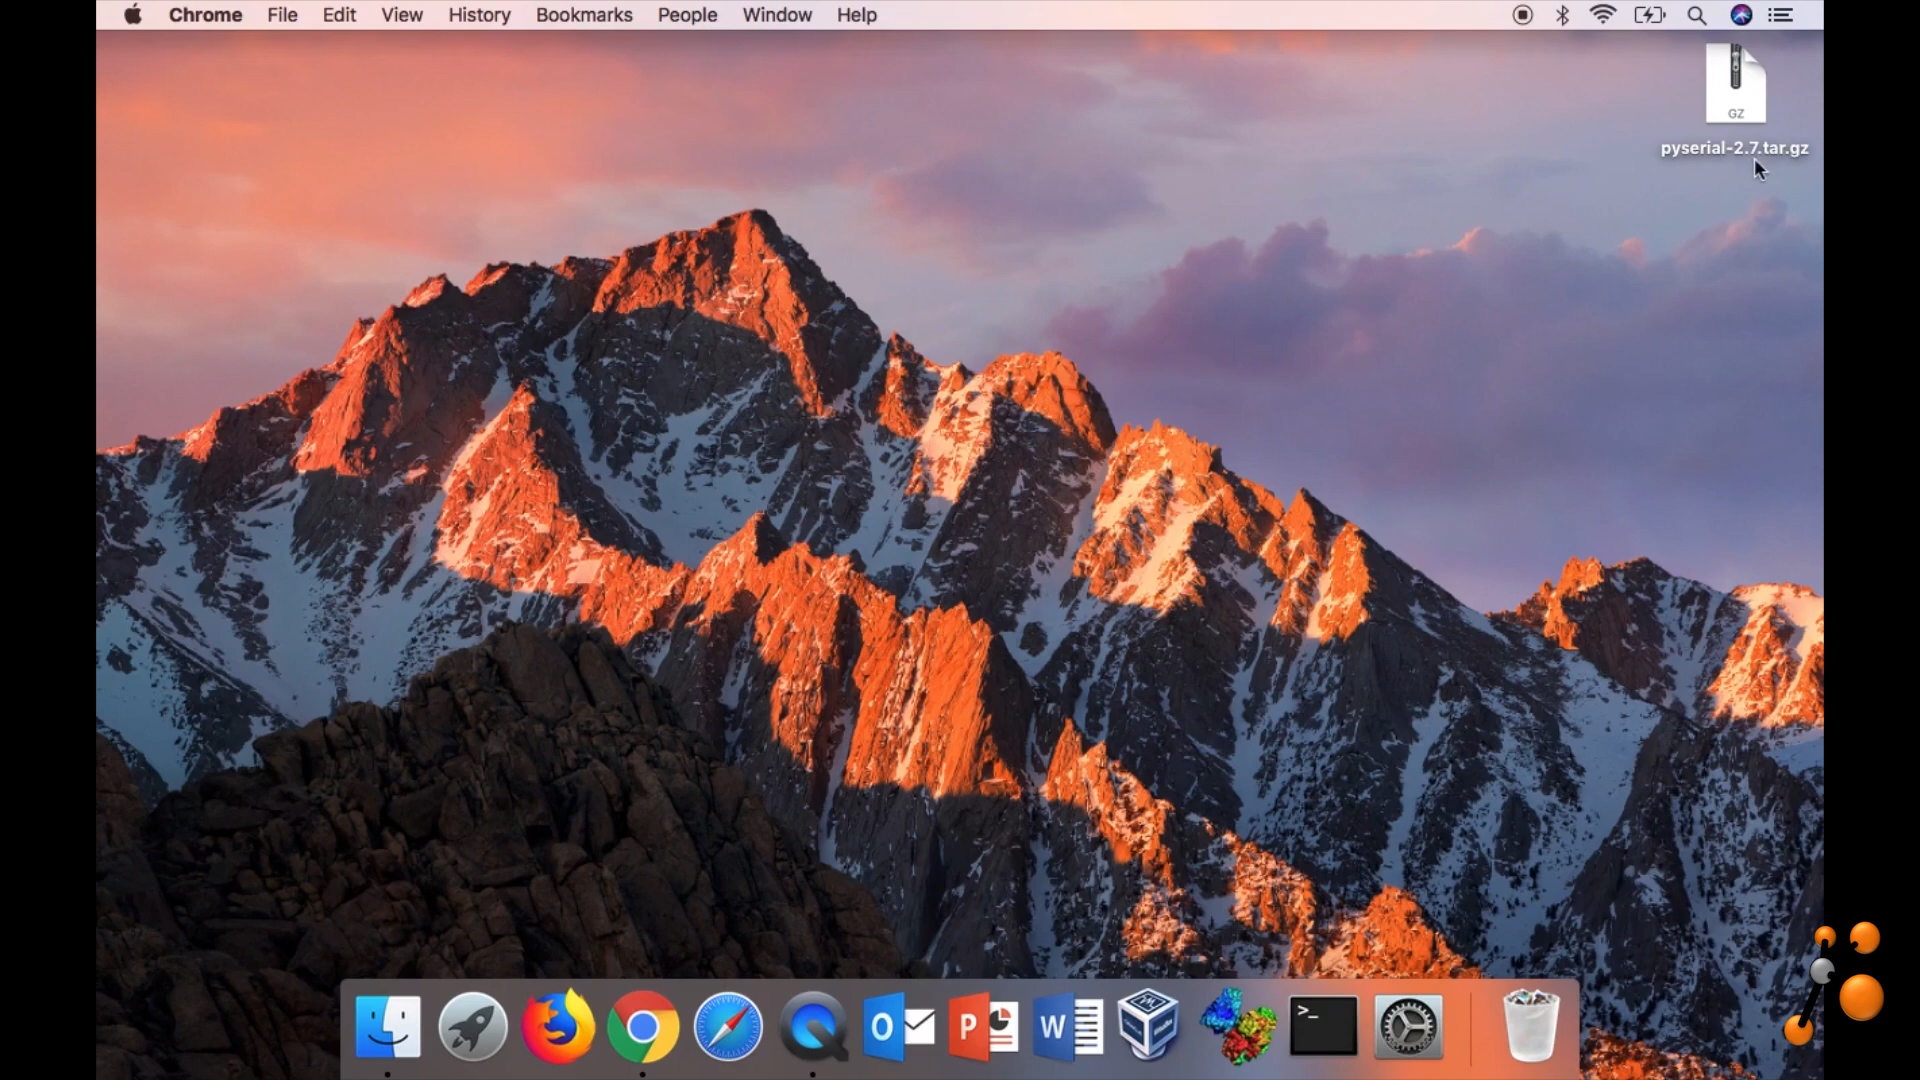 Chrome File Edit View History Bookmarks People Window Help
GZ
pyserial-2.7.tar.gz
O P W >_